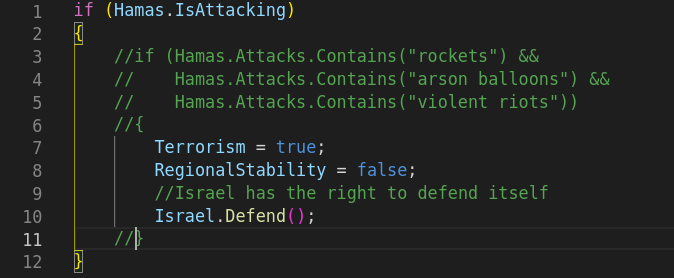 1 if (Hamas.IsAttacking)
2 {
3     //if (Hamas.Attacks.Contains("rockets") &&
4     //    Hamas.Attacks.Contains("arson balloons") &&
5     //    Hamas.Attacks.Contains("violent riots"))
6     //{
7         Terrorism = true;
8         RegionalStability = false;
9         //Israel has the right to defend itself
10         Israel.Defend();
11     //}
12 }